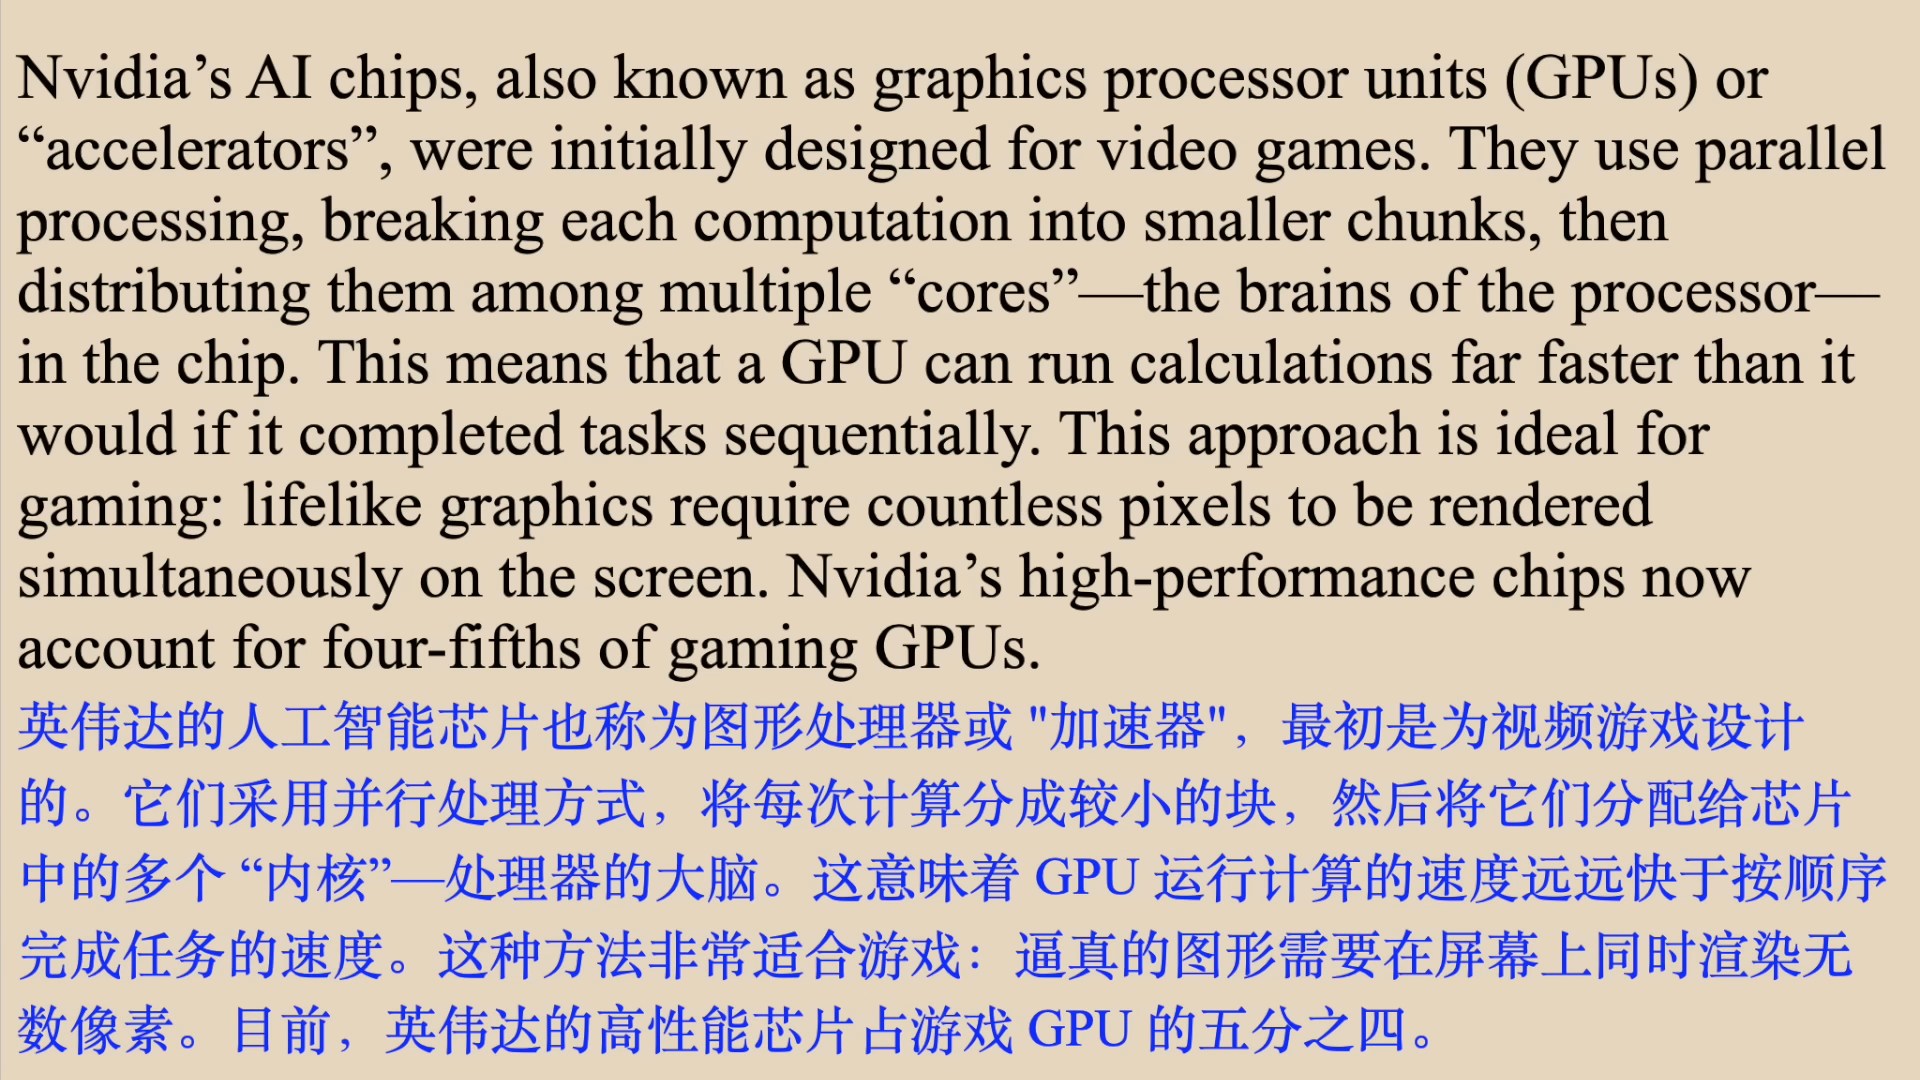 Nvidia’s AI chips, also known as graphics processor units (GPUs) or
“accelerators”, were initially designed for video games. They use parallel
processing, breaking each computation into smaller chunks, then
distributing them among multiple “cores”—the brains of the processor—
in the chip. This means that a GPU can run calculations far faster than it
would if it completed tasks sequentially. This approach is ideal for
gaming: lifelike graphics require countless pixels to be rendered
simultaneously on the screen. Nvidia’s high-performance chips now
account for four-fifths of gaming GPUs.
英伟达的人工智能芯片也称为图形处理器或 "加速器"，最初是为视频游戏设计
的。它们采用并行处理方式，将每次计算分成较小的块，然后将它们分配给芯片
中的多个 “内核”—处理器的大脑。这意味着 GPU 运行计算的速度远远快于按顺序
完成任务的速度。这种方法非常适合游戏：逼真的图形需要在屏幕上同时渲染无
数像素。目前，英伟达的高性能芯片占游戏 GPU 的五分之四。